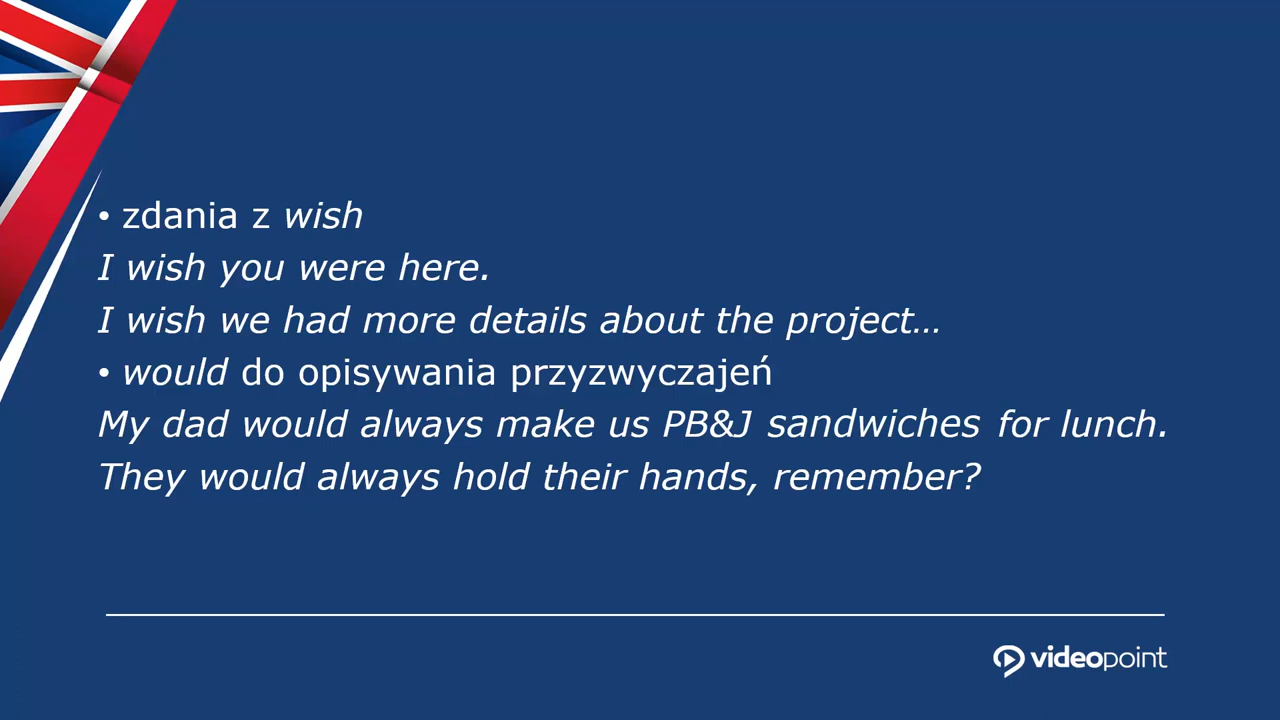 • zdania z wish
I wish you were here.
I wish we had more details about the project…
• would do opisywania przyzwyczajeń
My dad would always make us PB&J sandwiches for lunch.
They would always hold their hands, remember?
videopoint